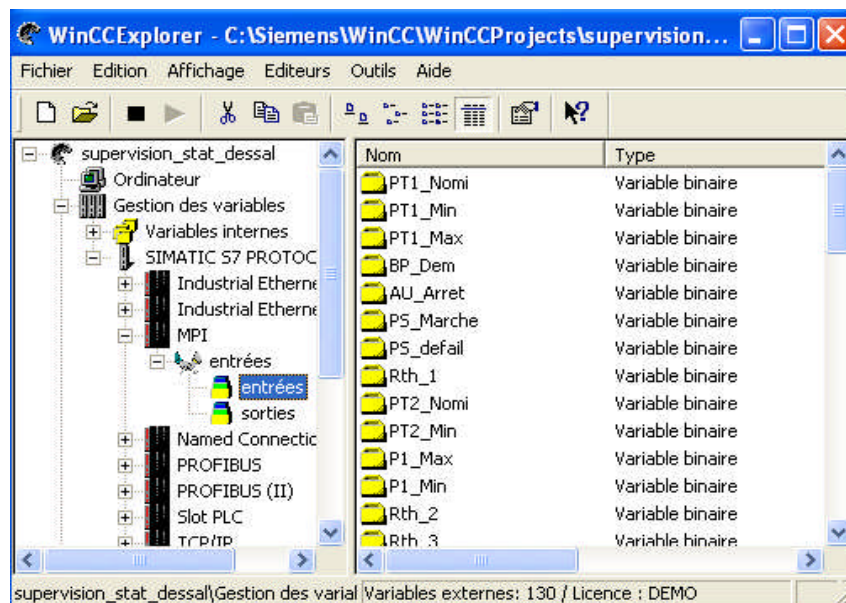 WinCCExplorer - C:\Siemens\WinCC\WinCCProjects\supervision...
Fichier Edition Affichage Editeurs Outils Aide
supervision_stat_dessal
Ordinateur
Gestion des variables
Variables internes
SIMATIC S7 PROTOC
Industrial Etherne
Industrial Etherne
MPI
entrées
entrées
sorties
Named Connectic
PROFIBUS
PROFIBUS (II)
Slot PLC
TCP/IP
Nom Type
PT1_Nomi Variable binaire
PT1_Min Variable binaire
PT1_Max Variable binaire
BP_Dem Variable binaire
AU_Arret Variable binaire
PS_Marche Variable binaire
PS_defail Variable binaire
Rth_1 Variable binaire
PT2_Nomi Variable binaire
PT2_Min Variable binaire
P1_Max Variable binaire
P1_Min Variable binaire
Rth_2 Variable binaire
Rth_3 Variable binaire
supervision_stat_dessal\Gestion des varial Variables externes: 130 / Licence : DEMO